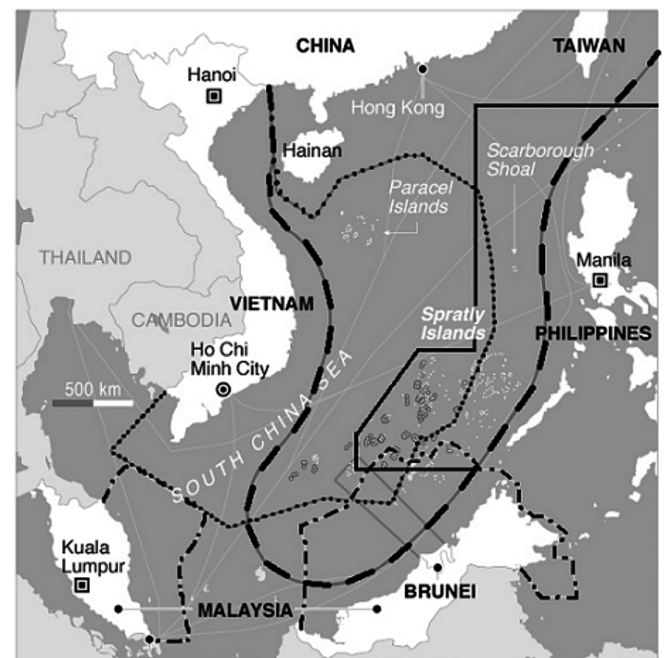 CHINA
TAIWAN
Hanoi
Hong Kong
Hainan
Scarborough
Shoal
Paracel
Islands
THAILAND
Manila
VIETNAM
Spratly
Islands
CAMBODIA
PHILIPPINES
Ho Chi
Minh City
500 km
SOUTH CHINA SEA
Kuala
Lumpur
BRUNEI
MALAYSIA